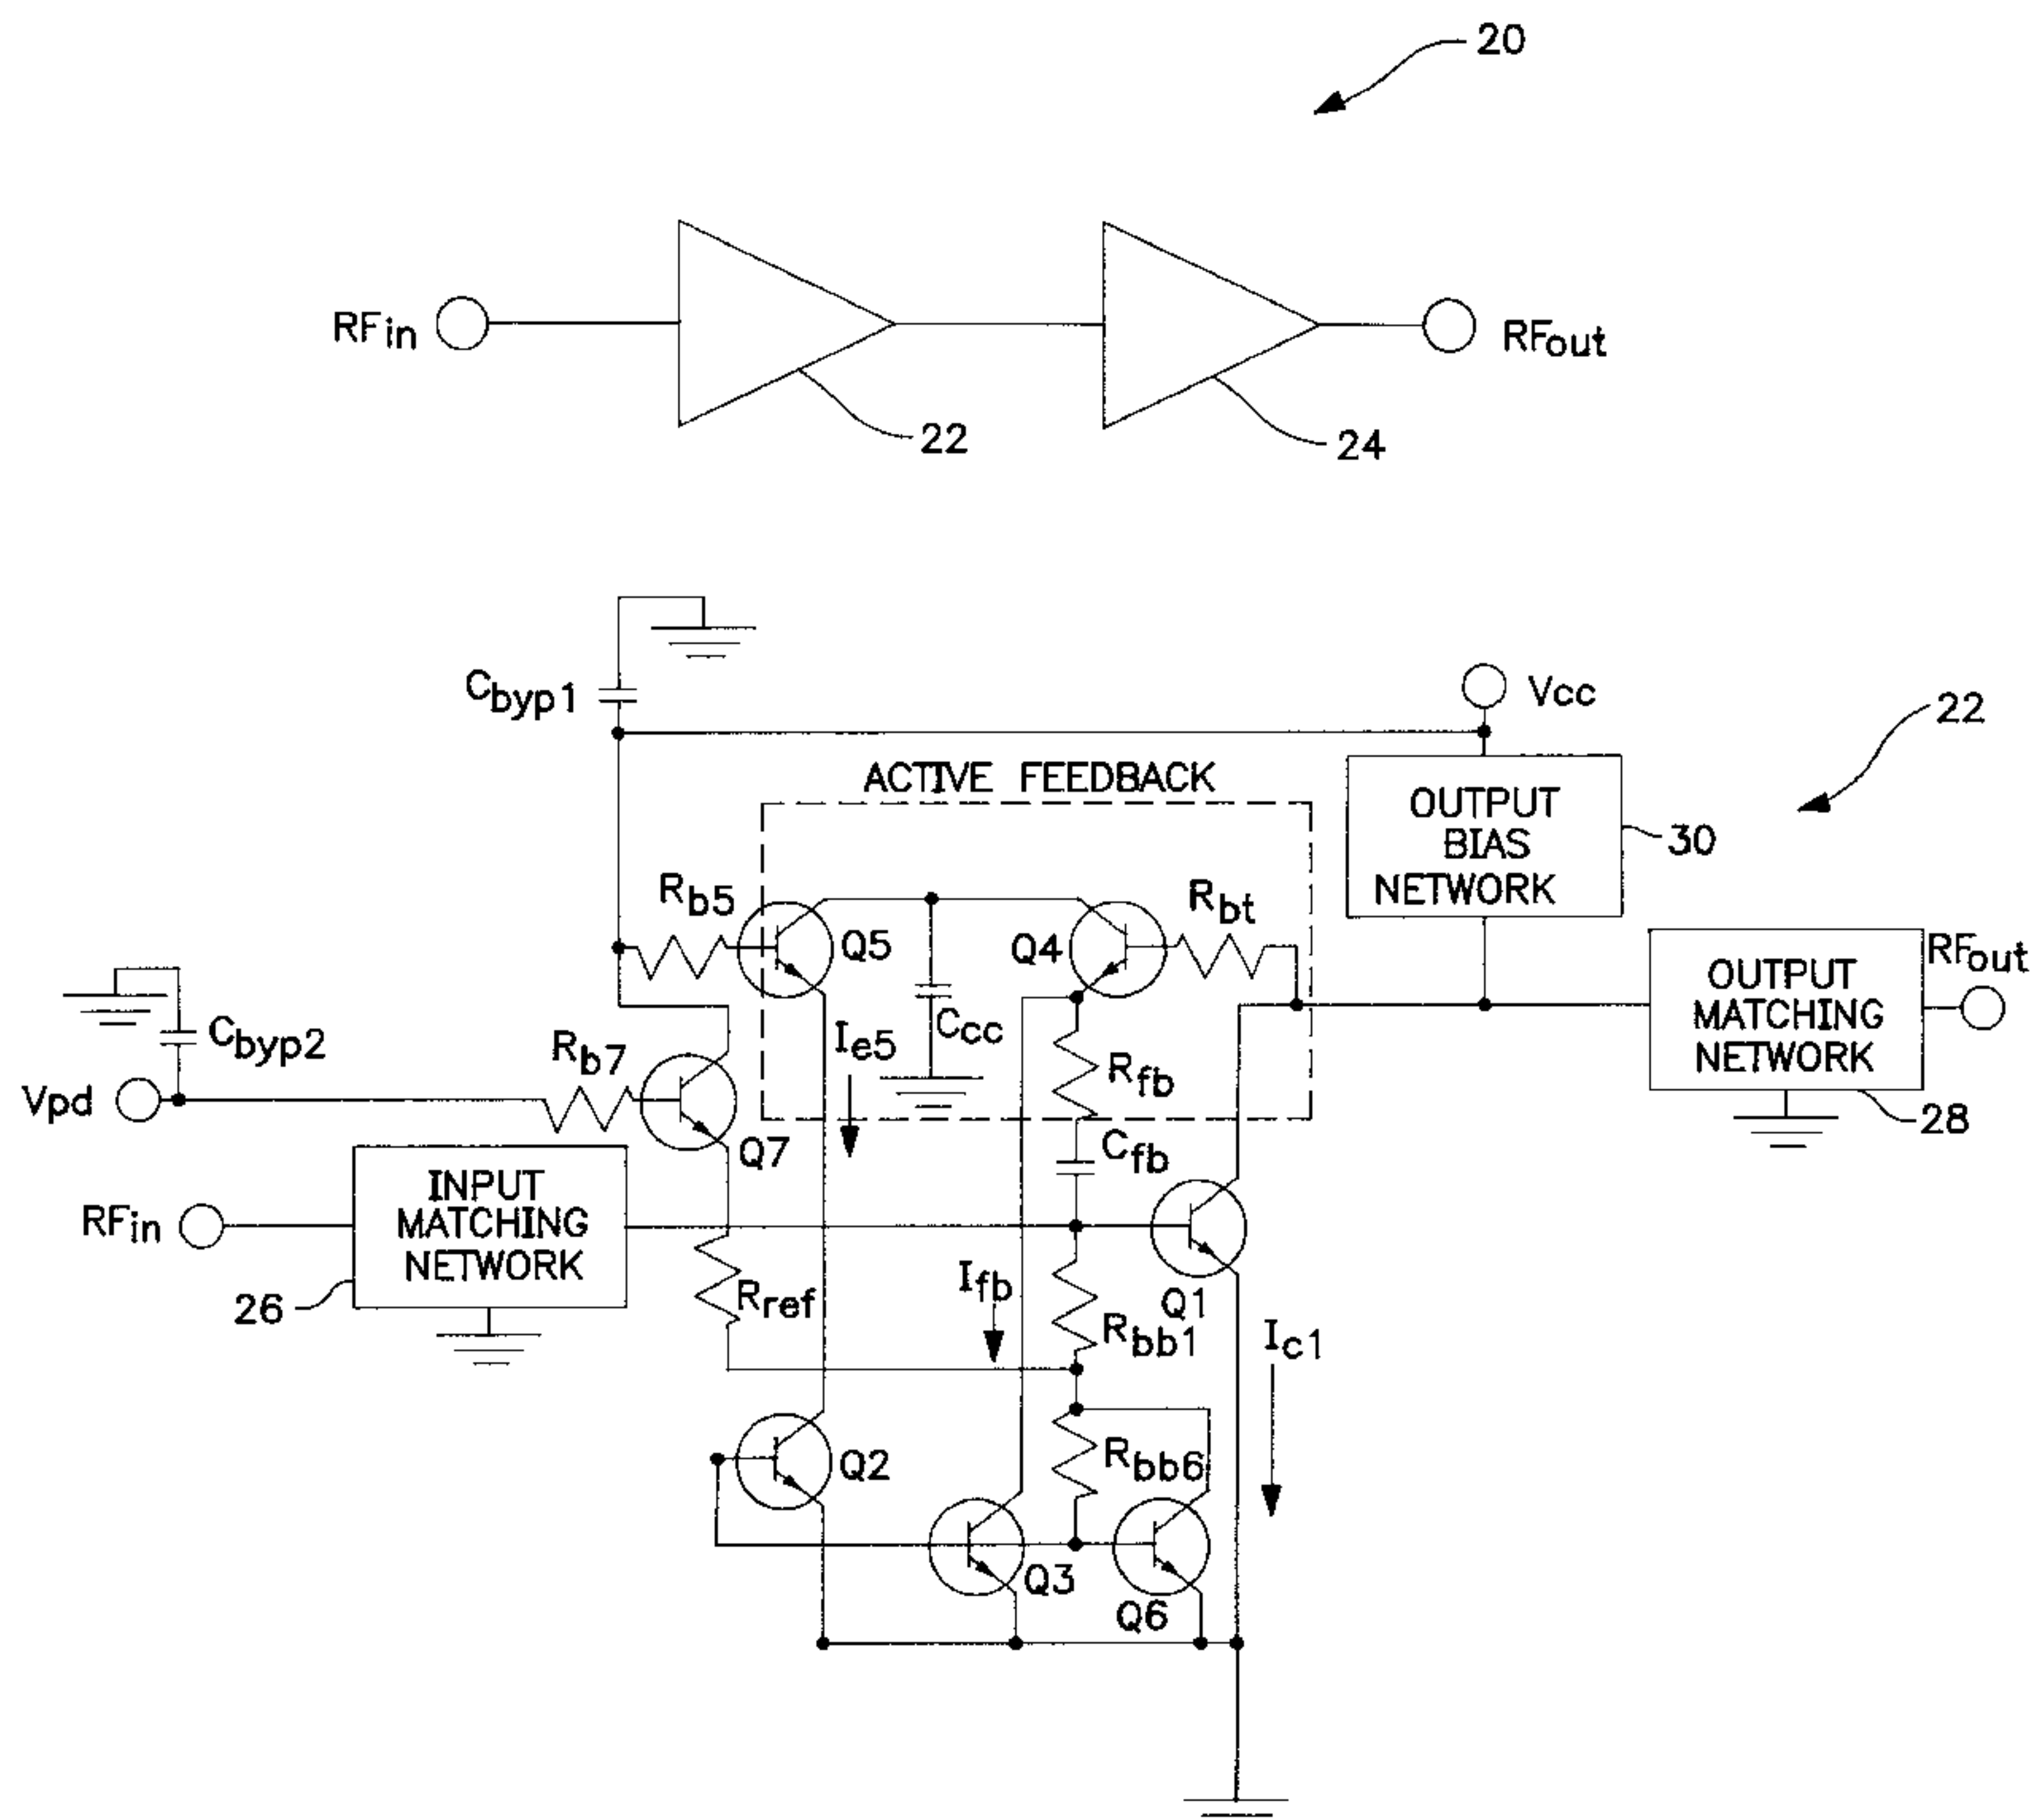 20
RFin
RFout
22
24
Cbyp1
Vcc
22
ACTIVE FEEDBACK
OUTPUT
BIAS
NETWORK
30
Rb5
Rbt
Q5
Q4
RFout
OUTPUT
MATCHING
NETWORK
28
Cbyp2
Ie5
Ccc
Rb7
Rfb
Vpd
Q7
Cfb
INPUT
MATCHING
NETWORK
RFin
26
Rref
Ifb
Q1
Rbb1
Ic1
Q2
Rbb6
Q3
Q6